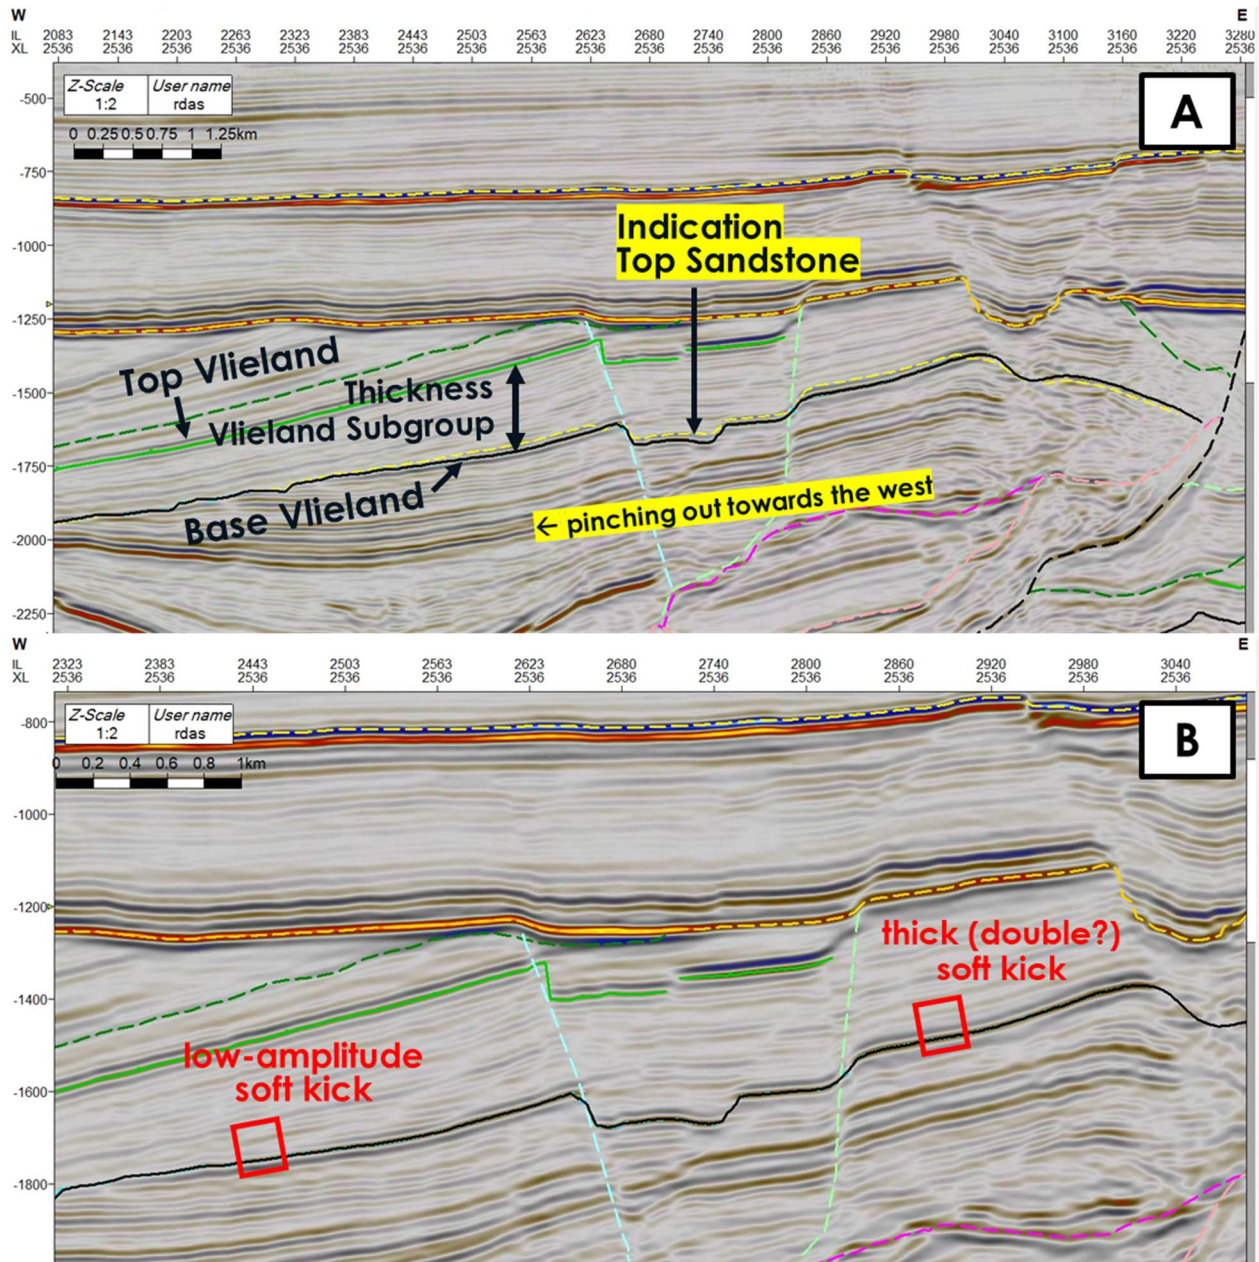 W E
IL 2083 2143 2203 2263 2323 2383 2443 2503 2563 2623 2680 2740 2800 2860 2920 2980 3040 3100 3160 3220 3280
XL 2536 2536 2536 2536 2536 2536 2536 2536 2536 2536 2536 2536 2536 2536 2536 2536 2536 2536 2536 2536 2536
-500
Z-Scale User name
1:2 rdas
A
0 0.25 0.5 0.75 1 1.25km
-750
Indication
Top Sandstone
-1000
-1250
Top Vlieland
Thickness
Vlieland Subgroup
-1500
-1750
Base Vlieland
← pinching out towards the west
-2000
-2250
W E
IL 2323 2383 2443 2503 2563 2623 2680 2740 2800 2860 2920 2980 3040
XL 2536 2536 2536 2536 2536 2536 2536 2536 2536 2536 2536 2536 2536
-800
Z-Scale User name
1:2 rdas
B
0 0.2 0.4 0.6 0.8 1km
-1000
-1200
thick (double?)
soft kick
-1400
low-amplitude
soft kick
-1600
-1800